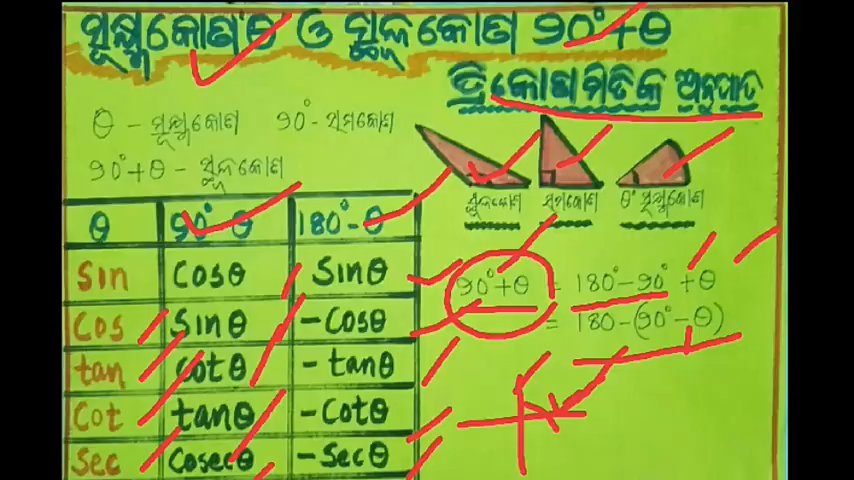 ସୂକ୍ଷ୍ମକୋଣ θ ଓ ସ୍ଥୁଳକୋଣ 90°+θ
ତ୍ରିକୋଣମିତିକ ଅନୁପାତ
θ - ସୂକ୍ଷ୍ମକୋଣ 90° - ସମକୋଣ
90°+θ - ସ୍ଥୁଳକୋଣ
ସ୍ଥୁଳକୋଣ ସମକୋଣ θ° ସୂକ୍ଷ୍ମକୋଣ
θ 90°-θ 180°-θ
sin Cosθ Sinθ
Cos Sinθ -Cosθ
tan cotθ -tanθ
Cot tanθ -Cotθ
Sec Cosecθ -Secθ
90°+θ = 180°-90°+θ
= 180-(90°-θ)